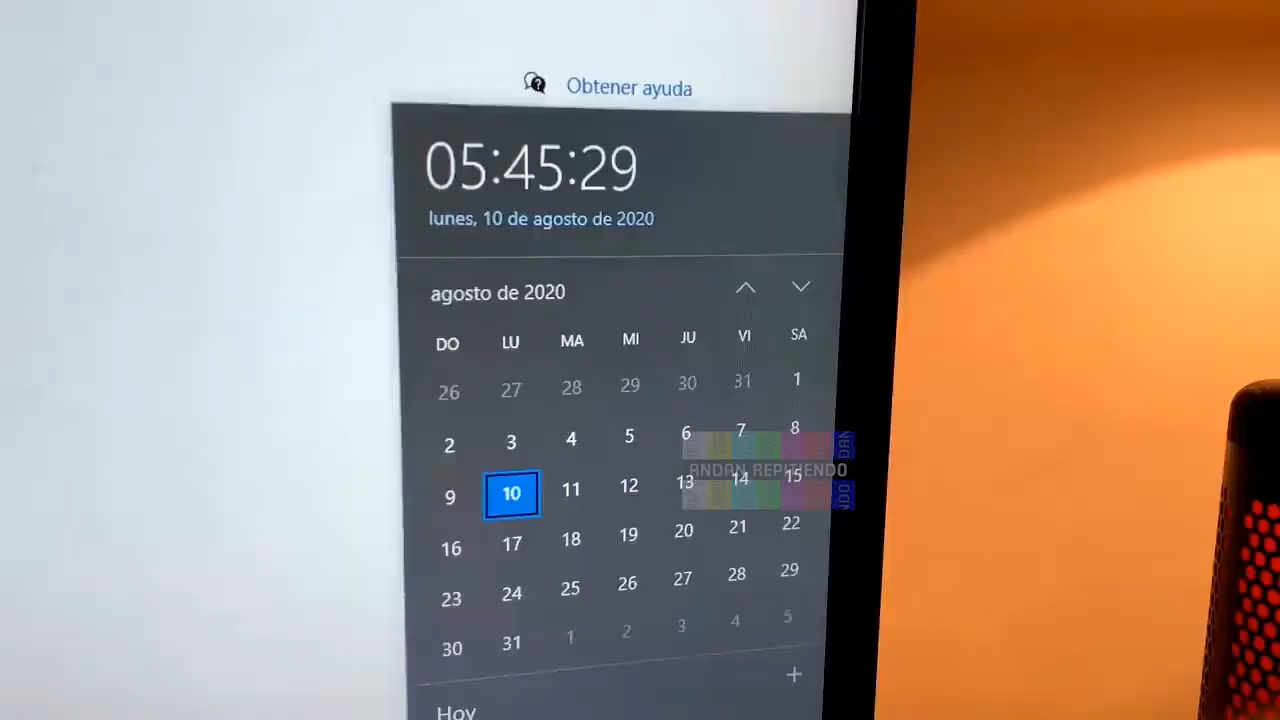 Obtener ayuda
05:45:29
lunes, 10 de agosto de 2020
agosto de 2020
DO LU MA MI JU VI SA
26 27 28 29 30 31 1
2 3 4 5 6 7 8
9 10 11 12 13 14 15
16 17 18 19 20 21 22
23 24 25 26 27 28 29
30 31 1 2 3 4 5
Hoy
ANDAN REPITIENDO